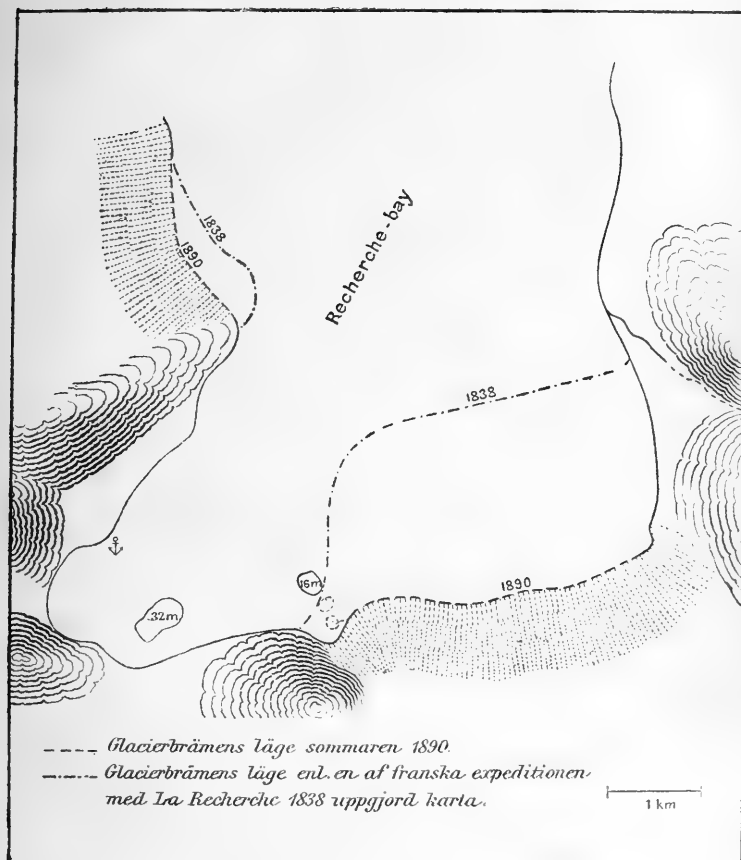 1838
1890
Recherche-bay
1838
16m
.32m
1890
Glacierbrämens läge sommaren 1890.
Glacierbrämens läge enl. en af franska expeditionen
med La Recherche 1838 uppgjord karta.
1 km